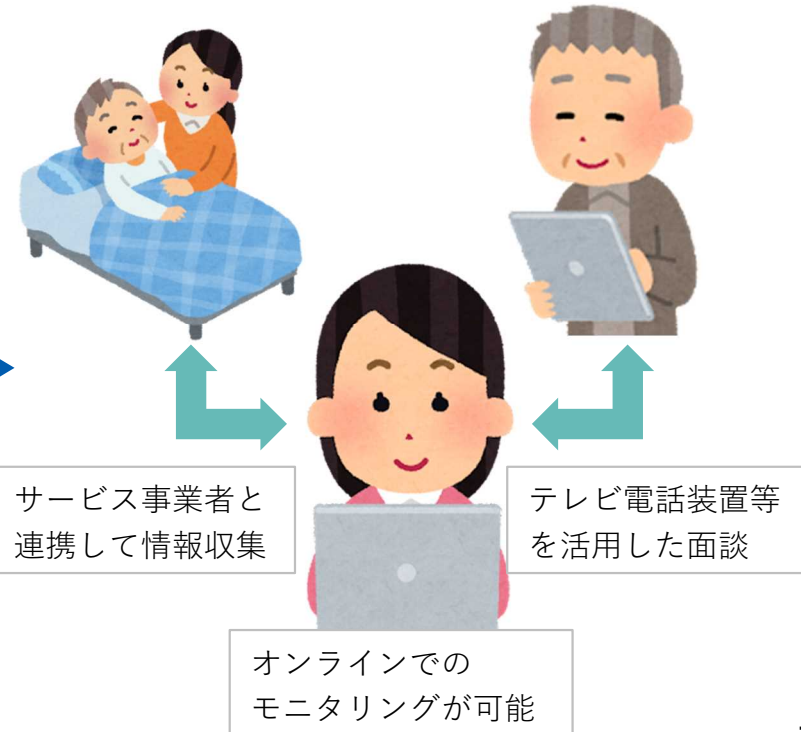 サービス事業者と
連携して情報収集
テレビ電話装置等
を活用した面談
オンラインでの
モニタリングが可能